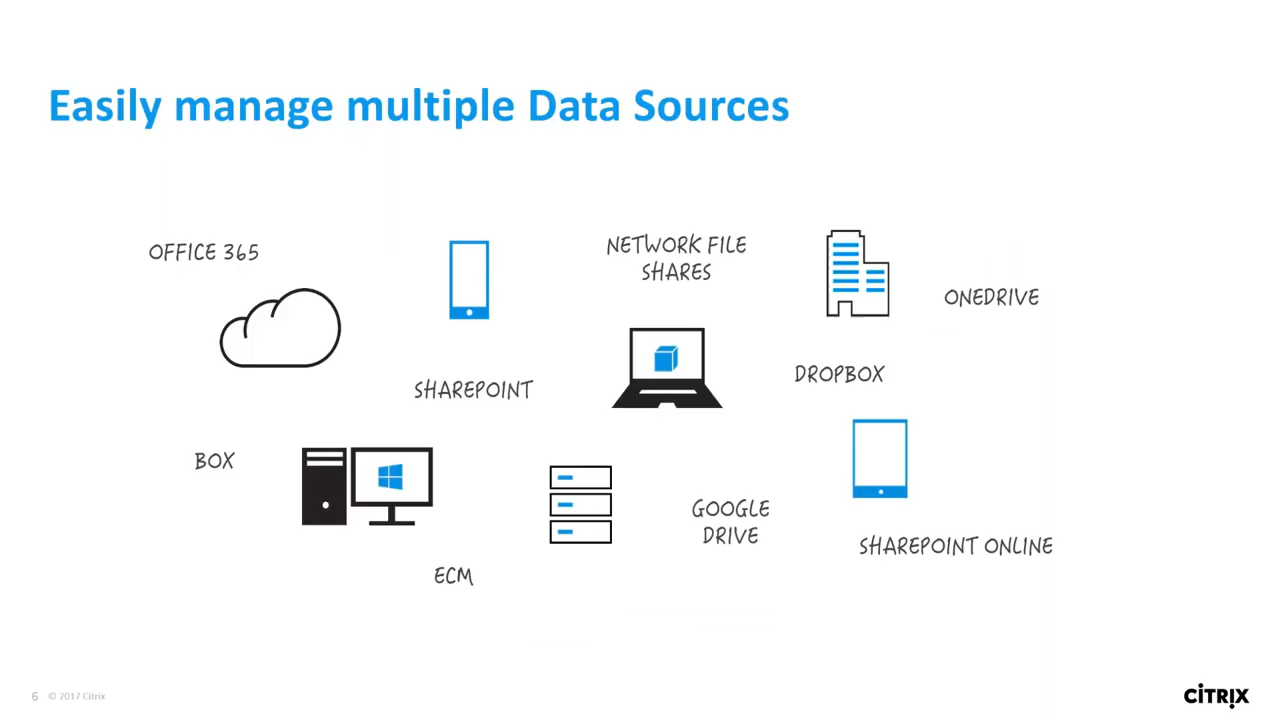 Easily manage multiple Data Sources
OFFICE 365
NETWORK FILE
SHARES
ONEDRIVE
SHAREPOINT
DROPBOX
BOX
GOOGLE
DRIVE
SHAREPOINT ONLINE
ECM
6 © 2017 Citrix
CITRIX